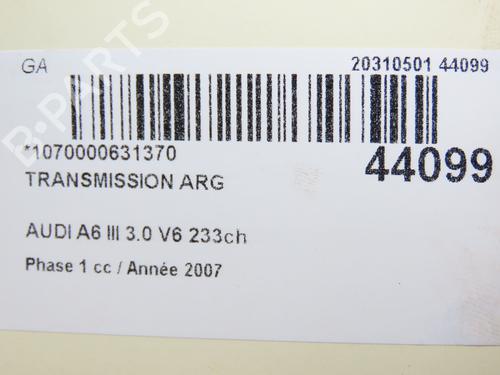 GA
20310501 44099
*1070000631370
44099
TRANSMISSION ARG
AUDI A6 III 3.0 V6 233ch
Phase 1 cc / Année 2007
B-PARTS